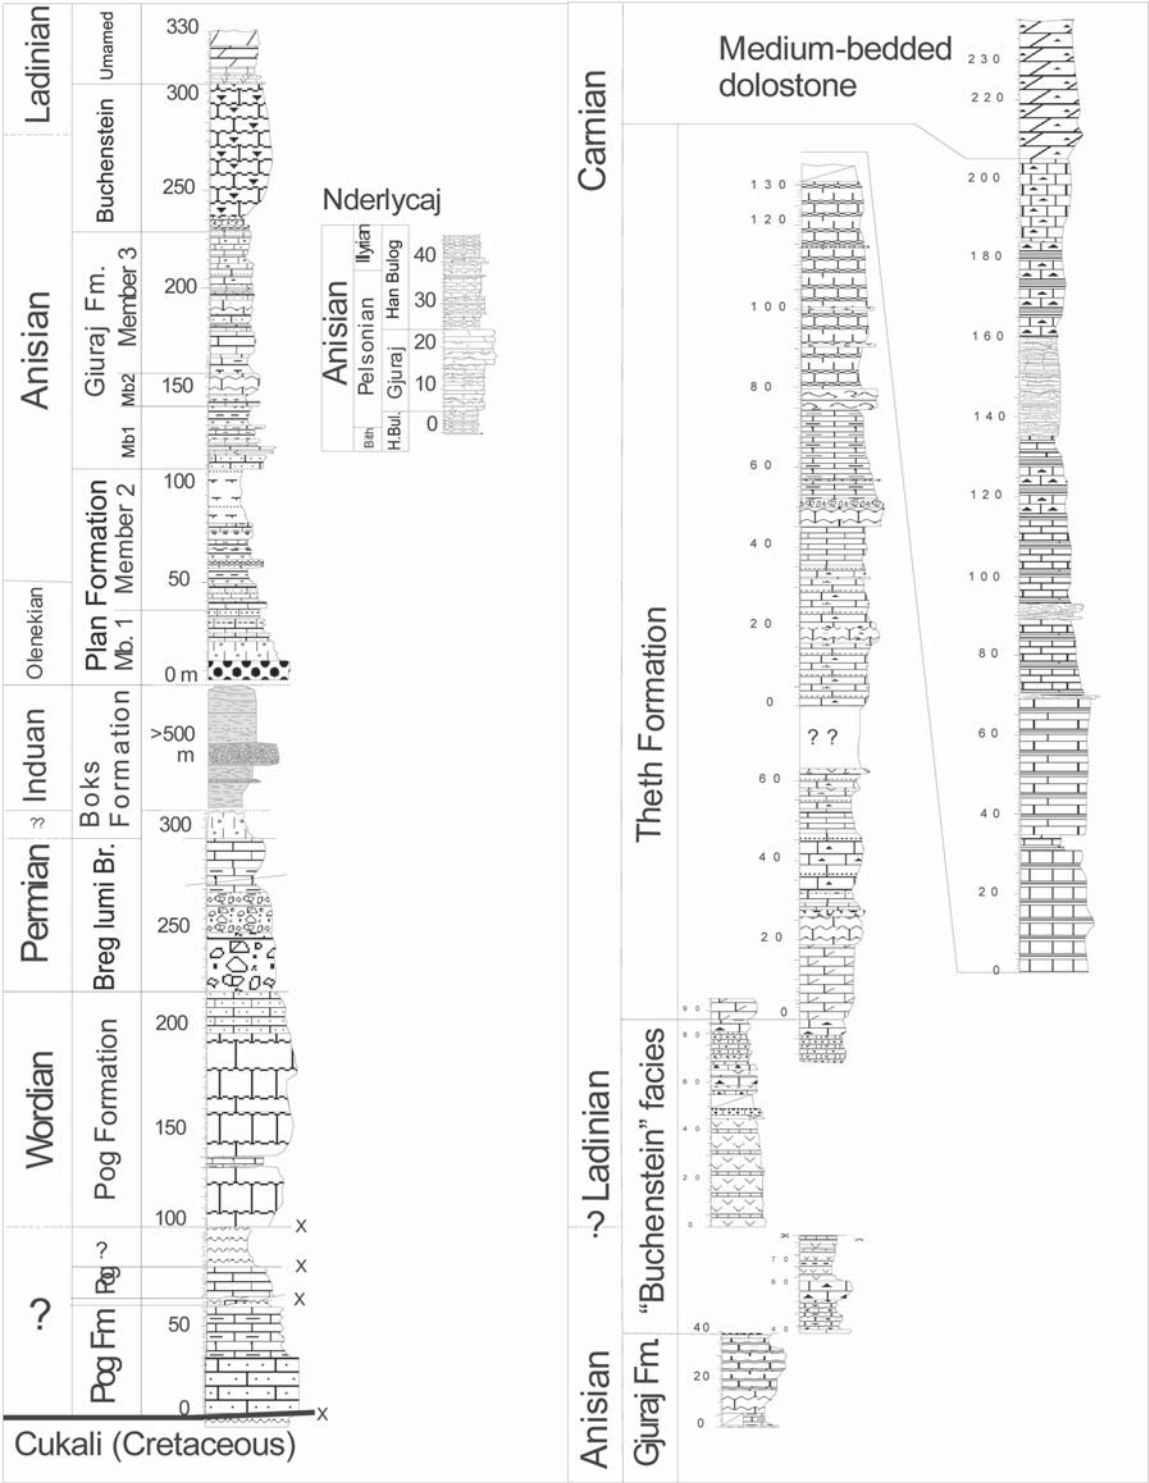 Ladinian
Anisian
Olenekian
Induan
??
Permian
Wordian
?
Umamed
Buchenstein
Giuraj Fm.
Member 3
Mb2
Mb1
Plan Formation
Member 2
Mb. 1
Boks
Formation
Breg lumi Br.
Pog Formation
?
Pog
Pog Fm
330
300
250
200
150
100
50
0 m
>500
m
300
250
200
150
100
50
0
X
X
X
X
Cukali (Cretaceous)
Nderlycaj
Anisian
Illyrian
Pelsonian
Bith
Han Bulog
Gjuraj
H.Bul.
40
30
20
10
0
Carnian
? Ladinian
Anisian
Medium-bedded
dolostone
Theth Formation
"Buchenstein" facies
Gjuraj Fm.
130
120
100
80
60
40
20
0
? ?
60
40
20
0
230
220
200
180
160
140
120
100
80
60
40
20
0
90
80
60
40
20
0
70
60
40
40
20
0